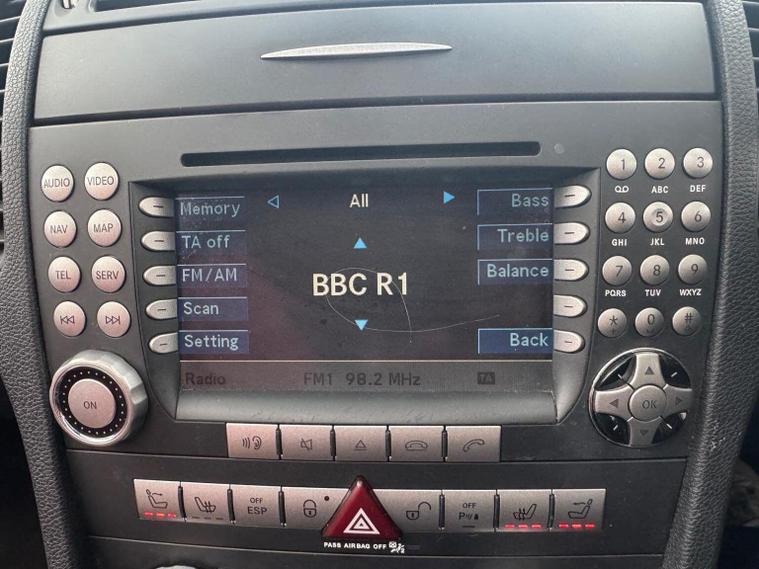 AUDIO VIDEO
NAV MAP
TEL SERV
ON
Memory All Bass
TA off Treble
FM/AM BBC R1 Balance
Scan
Setting Back
Radio FM1 98.2 MHz TA
1 2 3
ABC DEF
4 5 6
GHI JKL MNO
7 8 9
PQRS TUV WXYZ
* 0 #
OK
OFF
ESP
OFF
P
PASS AIRBAG OFF